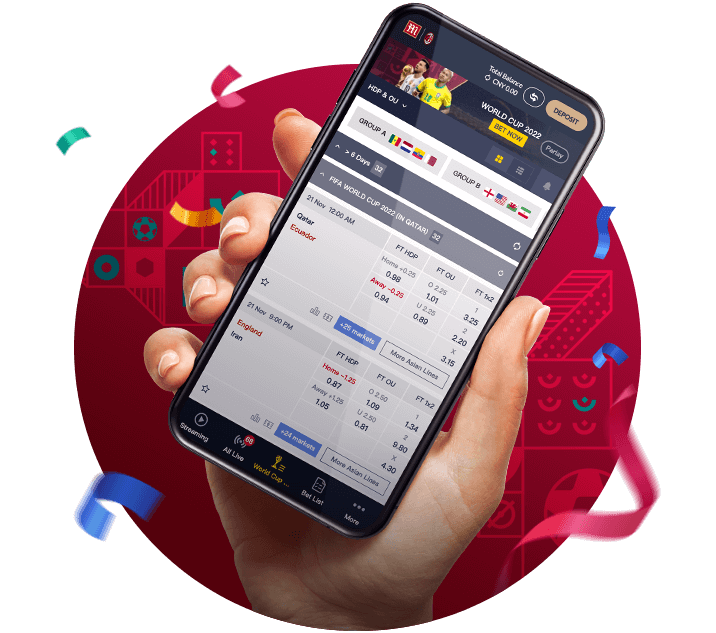 Total Balance
CNY 0.00
DEPOSIT
WORLD CUP 2022
BET NOW
HDP & OU
Parlay
GROUP A
GROUP B
> 6 Days 32
FIFA WORLD CUP 2022 (IN QATAR) 32
21 Nov 12:00 AM
FT HDP FT OU FT 1x2
Qatar
Ecuador
Home +0.25 O 2.25 1
0.98 1.01 3.25
Away -0.25 U 2.25 2
0.94 0.89 2.20
X
3.15
+25 markets
More Asian Lines
21 Nov 9:00 PM
FT HDP FT OU FT 1x2
England
Iran
Home -1.25 O 2.50 1
0.87 1.09 1.34
Away +1.25 U 2.50 2
1.05 0.81 9.80
X
4.30
+24 markets
More Asian Lines
Streaming
All Live
68
World Cup ...
Bet List
More